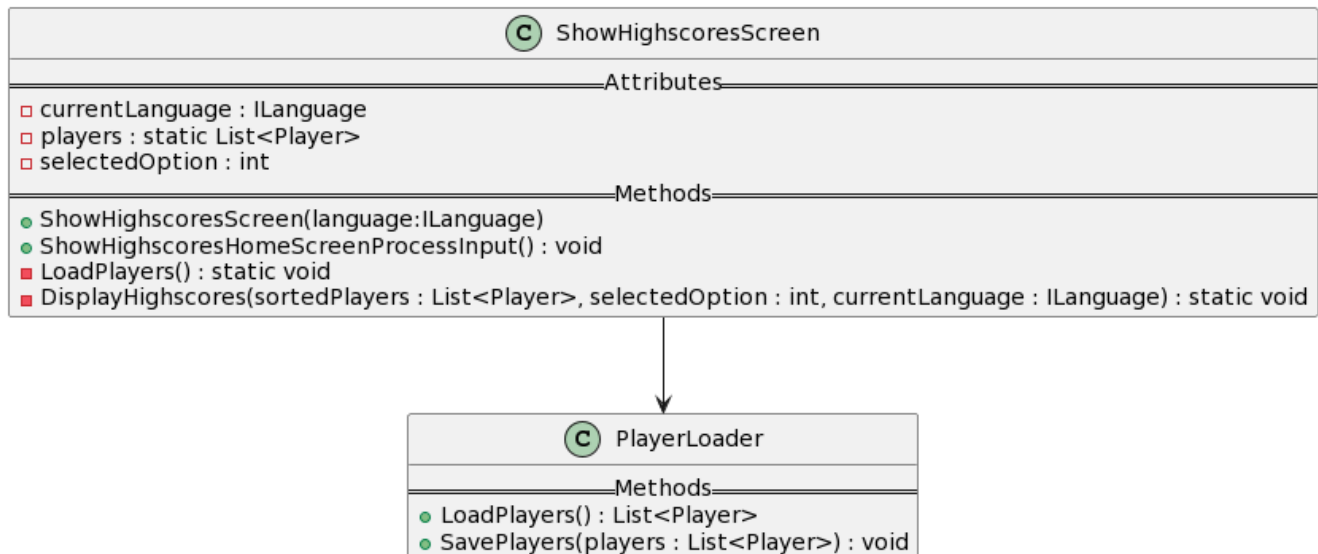 C ShowHighscoresScreen
Attributes
currentLanguage : ILanguage
players : static List<Player>
selectedOption : int
Methods
ShowHighscoresScreen(language:ILanguage)
ShowHighscoresHomeScreenProcessInput() : void
LoadPlayers() : static void
DisplayHighscores(sortedPlayers : List<Player>, selectedOption : int, currentLanguage : ILanguage) : static void
C PlayerLoader
Methods
LoadPlayers() : List<Player>
SavePlayers(players : List<Player>) : void